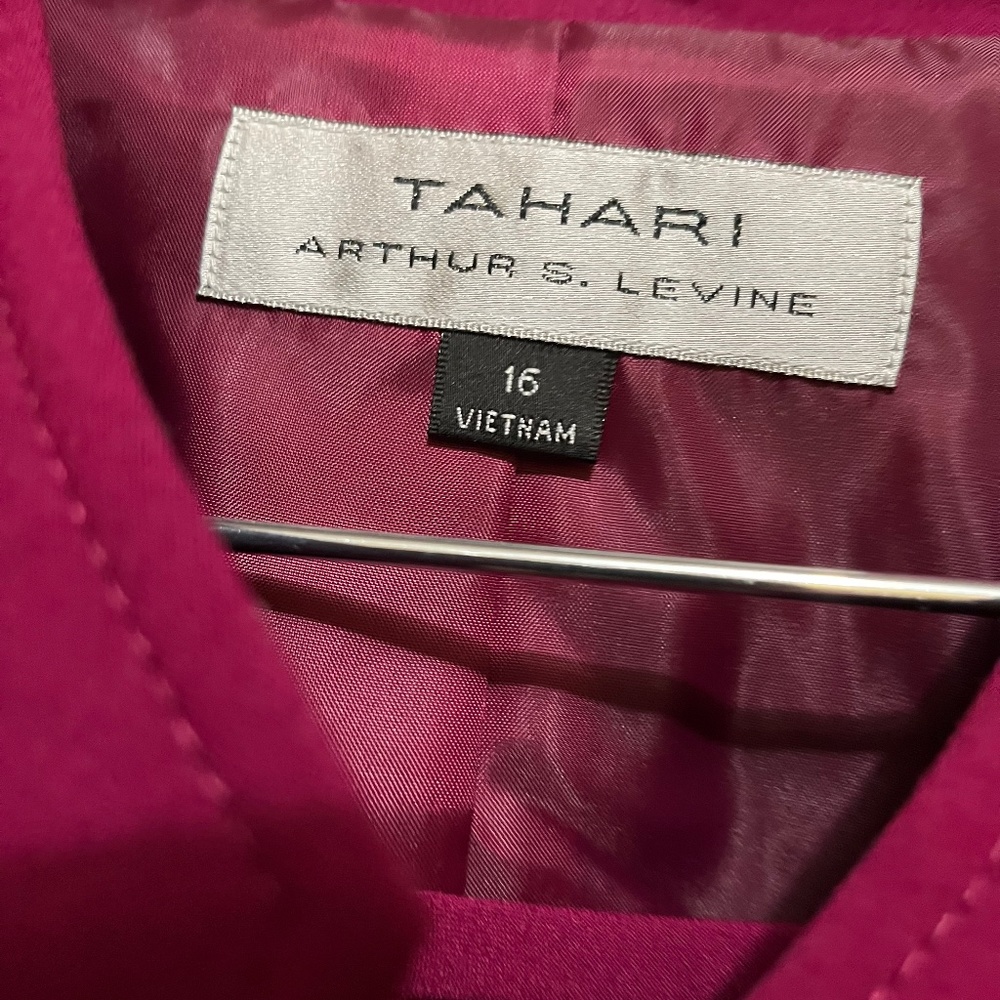 TAHARI
ARTHUR S. LEVINE
16
VIETNAM